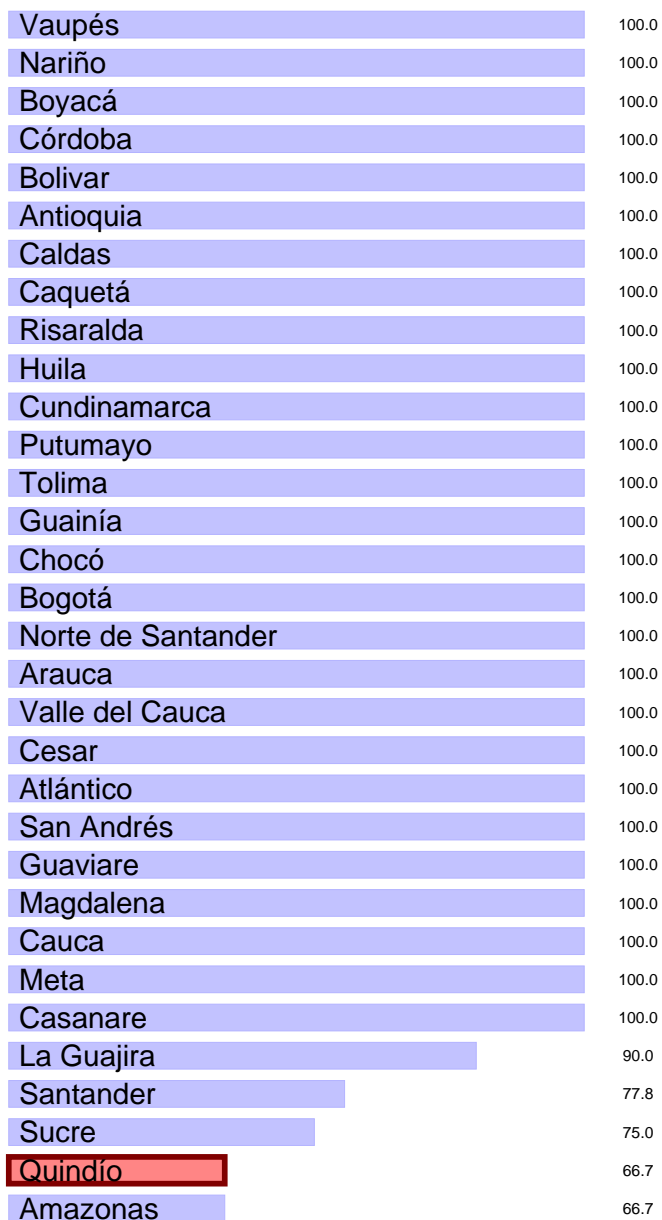 Vaupés 100.0
Nariño 100.0
Boyacá 100.0
Córdoba 100.0
Bolivar 100.0
Antioquia 100.0
Caldas 100.0
Caquetá 100.0
Risaralda 100.0
Huila 100.0
Cundinamarca 100.0
Putumayo 100.0
Tolima 100.0
Guainía 100.0
Chocó 100.0
Bogotá 100.0
Norte de Santander 100.0
Arauca 100.0
Valle del Cauca 100.0
Cesar 100.0
Atlántico 100.0
San Andrés 100.0
Guaviare 100.0
Magdalena 100.0
Cauca 100.0
Meta 100.0
Casanare 100.0
La Guajira 90.0
Santander 77.8
Sucre 75.0
Quindío 66.7
Amazonas 66.7